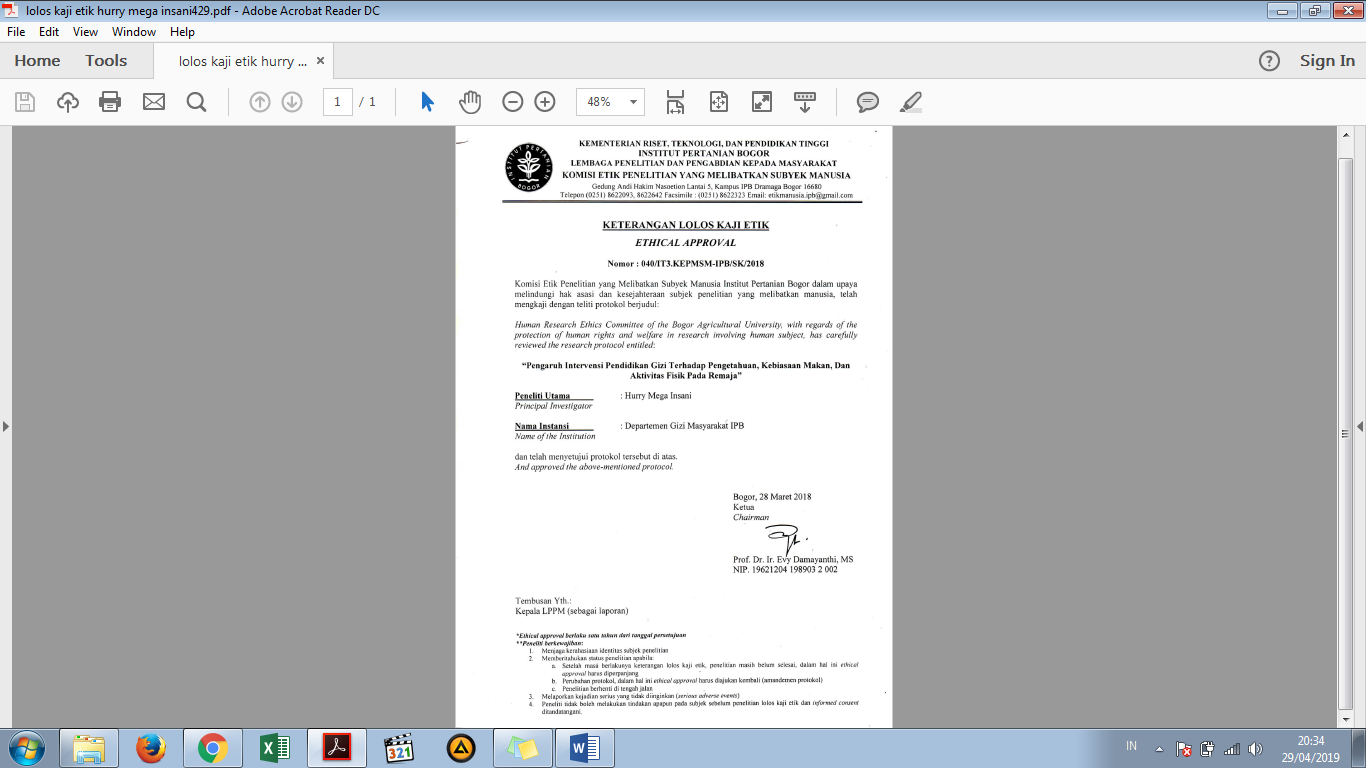 lolos kaji etik hurry mega insani429.pdf - Adobe Acrobat Reader DC
File Edit View Window Help
Home Tools lolos kaji etik hurry ... × Sign In
1 / 1 48%
INSTITUT PERTANIAN BOGOR
KEMENTERIAN RISET, TEKNOLOGI, DAN PENDIDIKAN TINGGI
INSTITUT PERTANIAN BOGOR
LEMBAGA PENELITIAN DAN PENGABDIAN KEPADA MASYARAKAT
KOMISI ETIK PENELITIAN YANG MELIBATKAN SUBYEK MANUSIA
Gedung Andi Hakim Nasoetion Lantai 5, Kampus IPB Dramaga Bogor 16680
Telepon (0251) 8622093, 8622642 Facsimile : (0251) 8622323 Email: etikmanusia.ipb@gmail.com
KETERANGAN LOLOS KAJI ETIK
ETHICAL APPROVAL
Nomor : 040/IT3.KEPMSM-IPB/SK/2018
Komisi Etik Penelitian yang Melibatkan Subyek Manusia Institut Pertanian Bogor dalam upaya
melindungi hak asasi dan kesejahteraan subjek penelitian yang melibatkan manusia, telah
mengkaji dengan teliti protokol berjudul:
Human Research Ethics Committee of the Bogor Agricultural University, with regards of the
protection of human rights and welfare in research involving human subject, has carefully
reviewed the research protocol entitled:
“Pengaruh Intervensi Pendidikan Gizi Terhadap Pengetahuan, Kebiasaan Makan, Dan
Aktivitas Fisik Pada Remaja”
Peneliti Utama : Hurry Mega Insani
Principal Investigator
Nama Instansi : Departemen Gizi Masyarakat IPB
Name of the Institution
dan telah menyetujui protokol tersebut di atas.
And approved the above-mentioned protocol.
Bogor, 28 Maret 2018
Ketua
Chairman
Prof. Dr. Ir. Evy Damayanthi, MS
NIP. 19621204 198903 2 002
Tembusan Yth.:
Kepala LPPM (sebagai laporan)
*Ethical approval berlaku satu tahun dari tanggal persetujuan
**Peneliti berkewajiban:
1. Menjaga kerahasiaan identitas subjek penelitian
2. Memberitahukan status penelitian apabila:
a. Setelah masa berlakunya keterangan lolos kaji etik, penelitian masih belum selesai, dalam hal ini ethical
approval harus diperpanjang
b. Perubahan protokol, dalam hal ini ethical approval harus diajukan kembali (amandemen protokol)
c. Penelitian berhenti di tengah jalan
3. Melaporkan kejadian serius yang tidak diinginkan (serious adverse events)
4. Peneliti tidak boleh melakukan tindakan apapun pada subjek sebelum penelitian lolos kaji etik dan informed consent
ditandatangani.
321
IN
20:34
29/04/2019